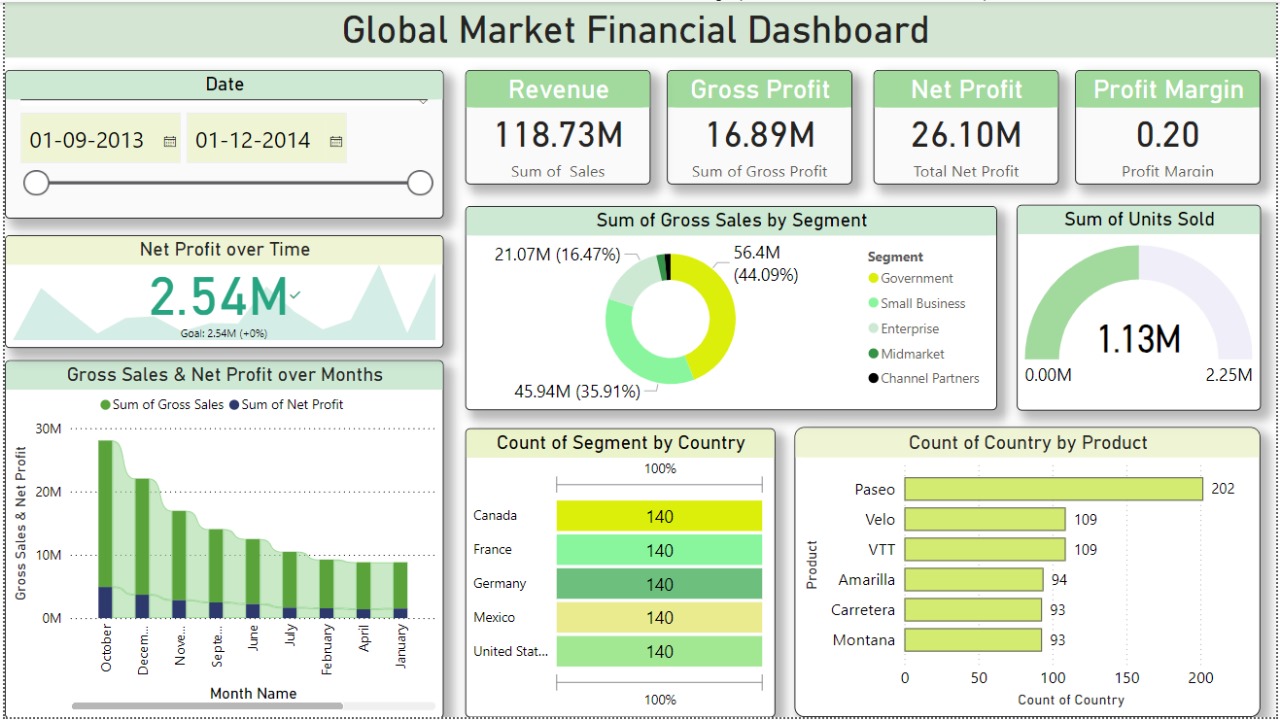 Global Market Financial Dashboard
Date
01-09-2013
01-12-2014
Revenue
118.73M
Sum of Sales
Gross Profit
16.89M
Sum of Gross Profit
Net Profit
26.10M
Total Net Profit
Profit Margin
0.20
Profit Margin
Net Profit over Time
2.54M
Goal: 2.54M (+0%)
Sum of Gross Sales by Segment
21.07M (16.47%)
56.4M
(44.09%)
45.94M (35.91%)
Segment
Government
Small Business
Enterprise
Midmarket
Channel Partners
Sum of Units Sold
1.13M
0.00M
2.25M
Gross Sales & Net Profit over Months
Sum of Gross Sales
Sum of Net Profit
Gross Sales & Net Profit
30M
20M
10M
0M
October
Decem...
Nove...
Septe...
June
July
February
April
January
Month Name
Count of Segment by Country
100%
Canada 140
France 140
Germany 140
Mexico 140
United Stat... 140
100%
Count of Country by Product
Product
Paseo 202
Velo 109
VTT 109
Amarilla 94
Carretera 93
Montana 93
0 50 100 150 200
Count of Country